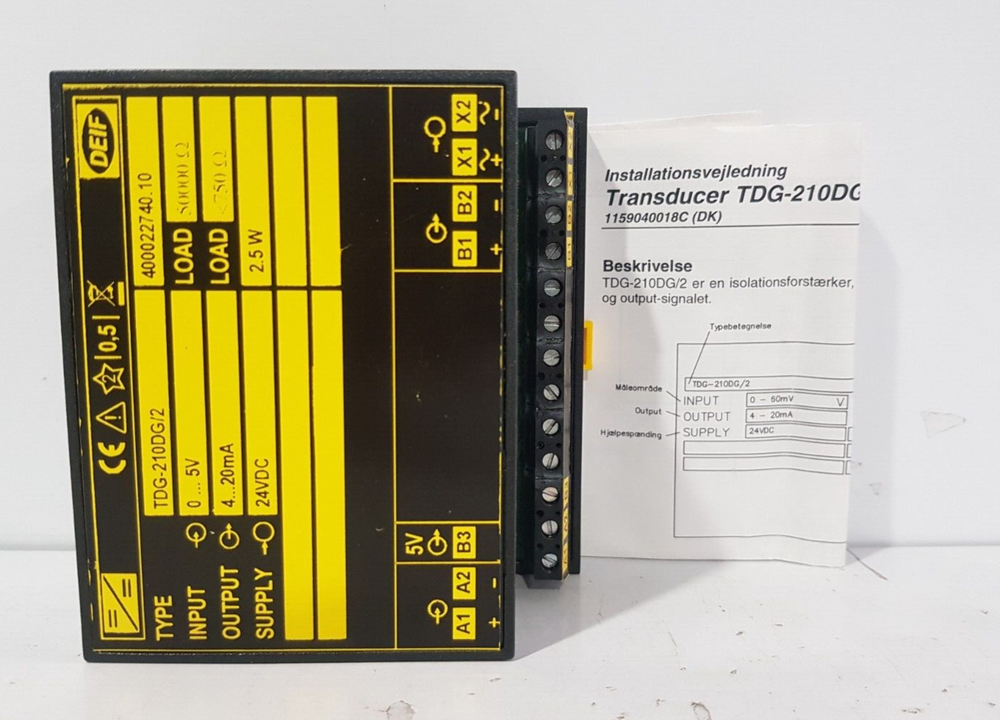 DEIF
CE 2 0,5
TYPE TDG-210DG/2 400022740.10
INPUT 0 ... 5V LOAD 50000 Ω
OUTPUT 4...20mA LOAD <750 Ω
SUPPLY 24VDC 2.5 W
A1 A2 5V B3 B1 B2 X1 X2
+ - + - + -
Installationsvejledning
Transducer TDG-210DG
1159040018C (DK)
Beskrivelse
TDG-210DG/2 er en isolationsforstærker,
og output-signalet.
Typebetegnelse
TDG-210DG/2
Måleområde
INPUT 0 - 60mV V
Output
OUTPUT 4 - 20mA
Hjælpespænding
SUPPLY 24VDC